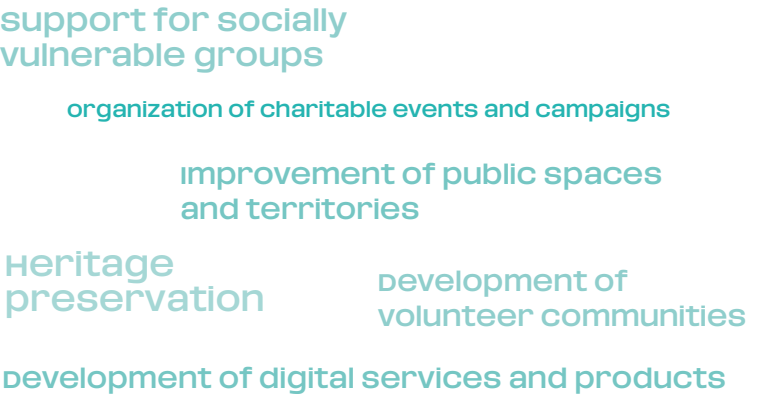 support for socially
vulnerable groups
organization of charitable events and campaigns
Improvement of public spaces
and territories
Heritage
preservation
Development of
volunteer communities
Development of digital services and products